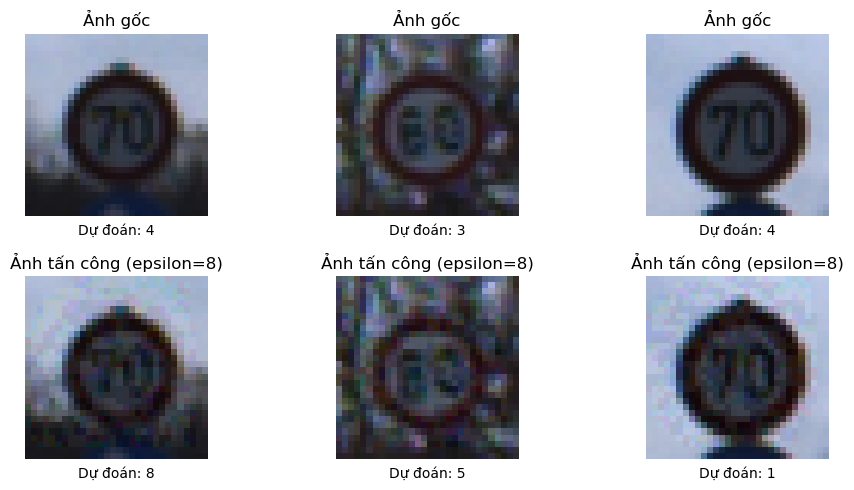 Ảnh gốc
Ảnh gốc
Ảnh gốc
70
60
70
Dự đoán: 4
Dự đoán: 3
Dự đoán: 4
Ảnh tấn công (epsilon=8)
Ảnh tấn công (epsilon=8)
Ảnh tấn công (epsilon=8)
70
70
Dự đoán: 8
Dự đoán: 5
Dự đoán: 1